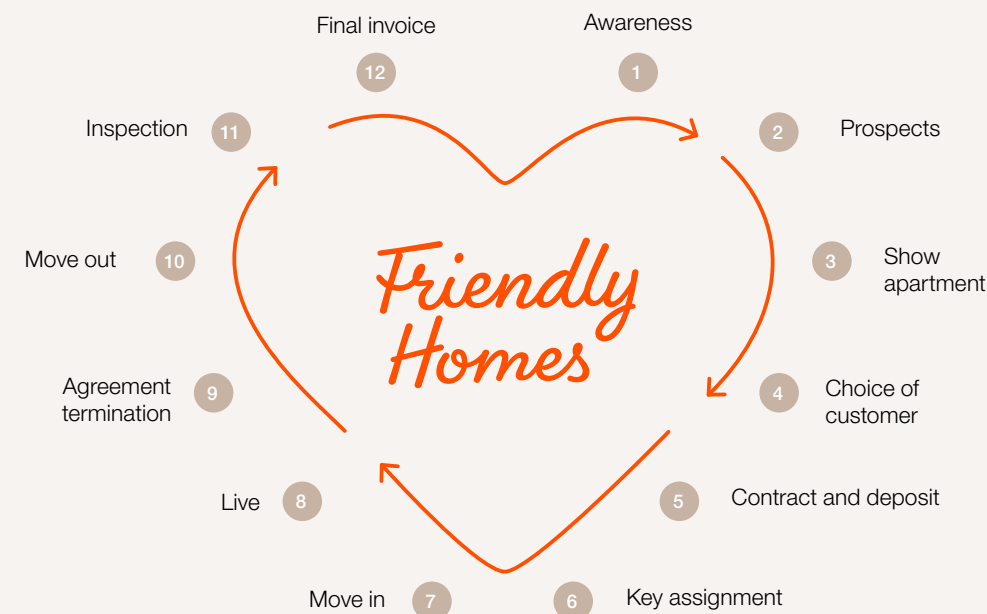 Final invoice
12
Awareness
1
2
Prospects
3
Show
apartment
4
Choice of
customer
5
Contract and deposit
6
Key assignment
7
Move in
8
Live
9
Agreement
termination
10
Move out
11
Inspection
Friendly
Homes